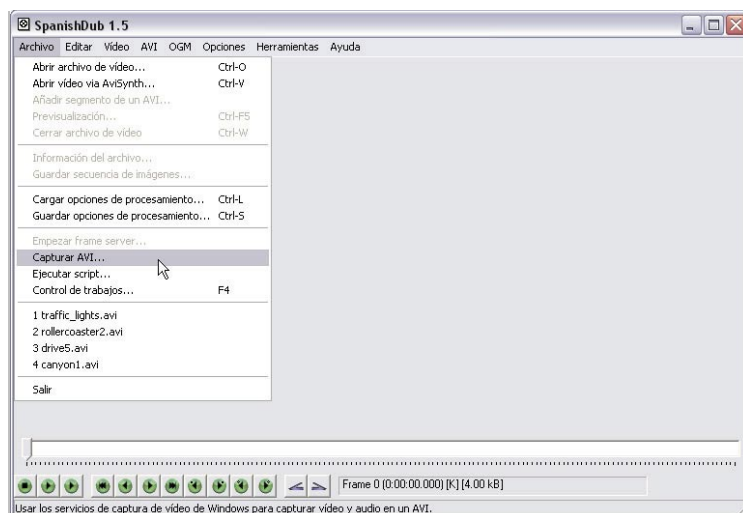 SpanishDub 1.5
Archivo Editar Vídeo AVI OGM Opciones Herramientas Ayuda
Abrir archivo de vídeo... Ctrl-O
Abrir vídeo via AviSynth... Ctrl-V
Añadir segmento de un AVI...
Previsualización... Ctrl-F5
Cerrar archivo de vídeo Ctrl-W
Información del archivo...
Guardar secuencia de imágenes...
Cargar opciones de procesamiento... Ctrl-L
Guardar opciones de procesamiento... Ctrl-S
Empezar frame server...
Capturar AVI...
Ejecutar script...
Control de trabajos... F4
1 traffic_lights.avi
2 rollercoaster2.avi
3 drive5.avi
4 canyon1.avi
Salir
Frame 0 (0:00:00.000) [K] [4.00 kB]
Usar los servicios de captura de vídeo de Windows para capturar vídeo y audio en un AVI.